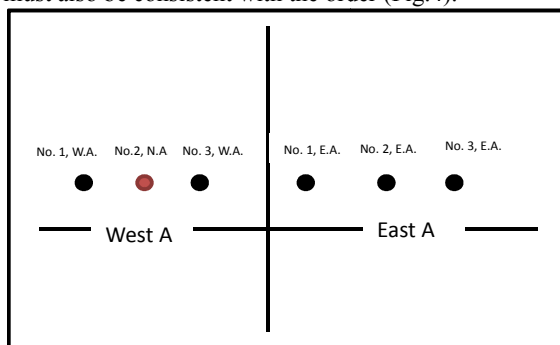 must also be consistent with the order (Fig.4).
No. 1, W.A. No.2, N.A No. 3, W.A. No. 1, E.A. No. 2, E.A. No. 3, E.A.
West A East A